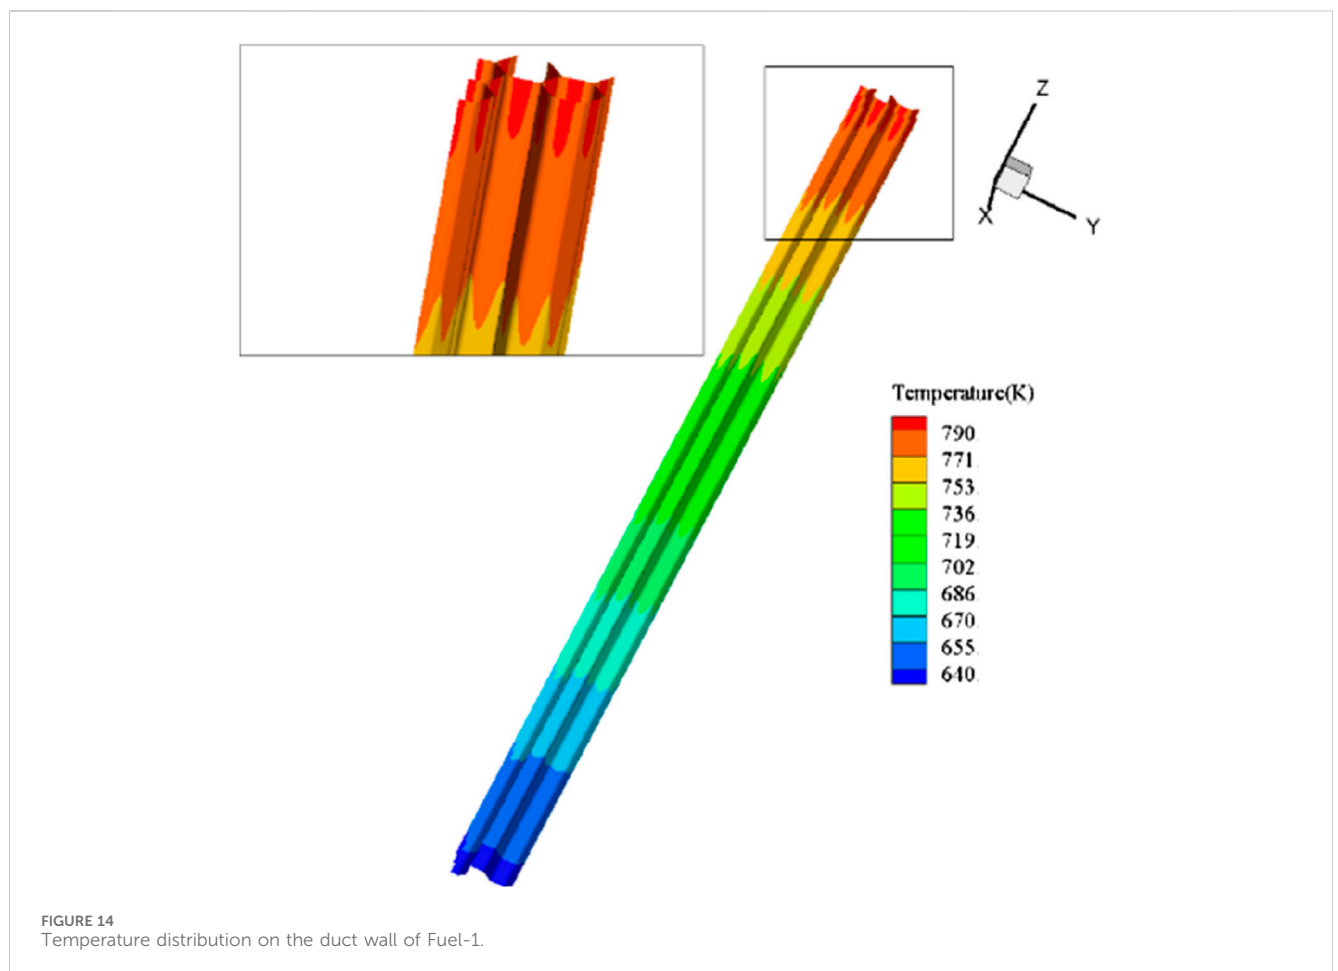 Z
X
Y
Temperature(K)
790.
771.
753.
736.
719.
702.
686.
670.
655.
640.
FIGURE 14
Temperature distribution on the duct wall of Fuel-1.